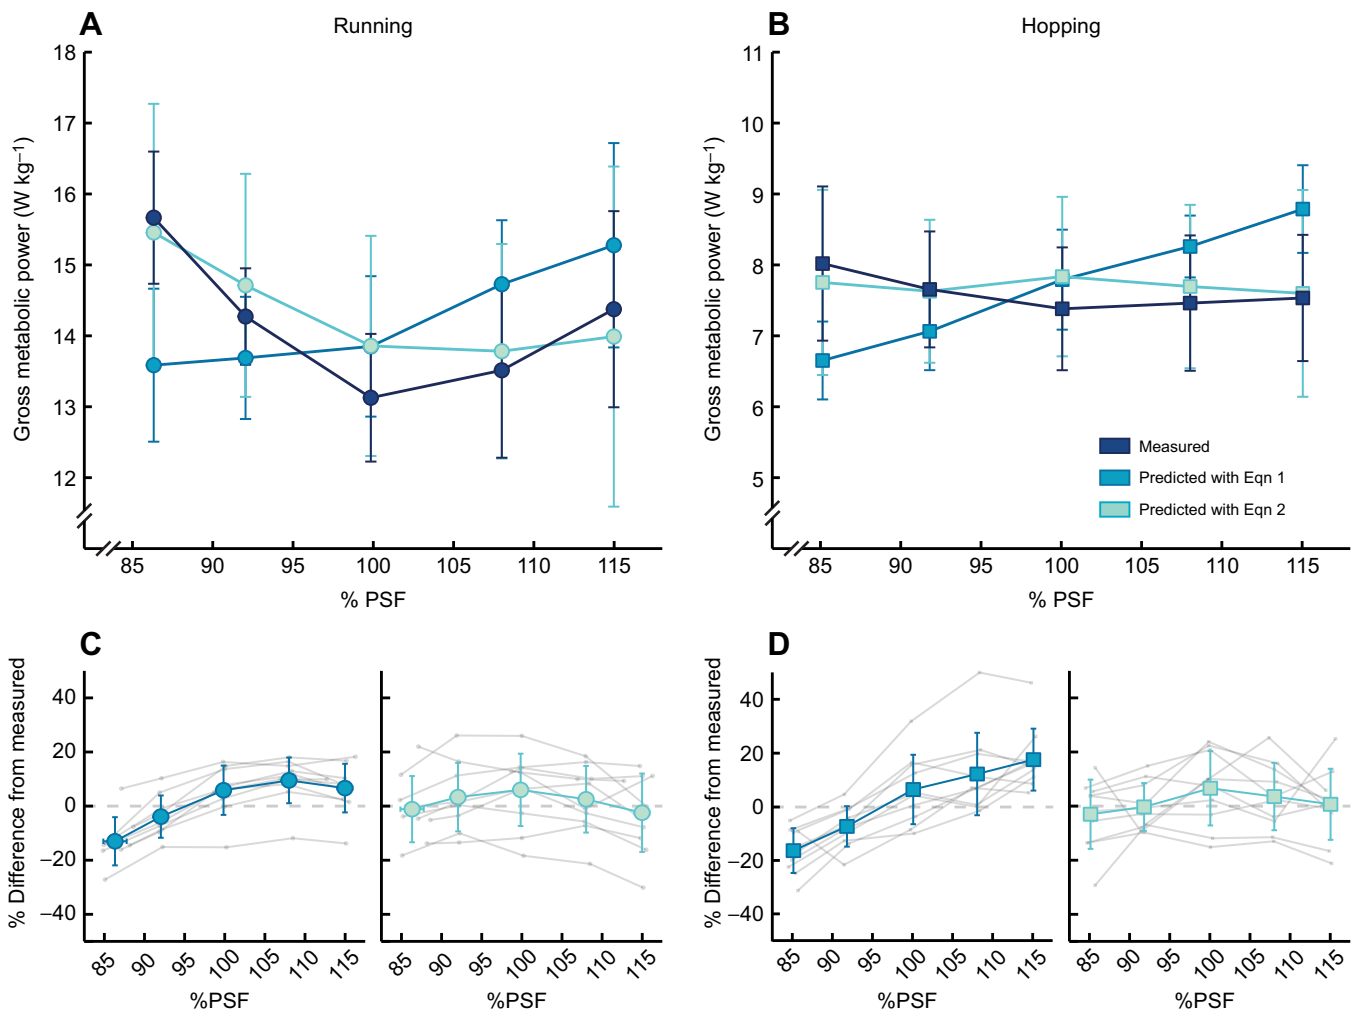 A
Running
18
17
16
15
14
13
12
Gross metabolic power (W kg⁻¹)
85 90 95 100 105 110 115
% PSF
B
Hopping
11
10
9
8
7
6
5
Gross metabolic power (W kg⁻¹)
Measured
Predicted with Eqn 1
Predicted with Eqn 2
85 90 95 100 105 110 115
% PSF
C
% Difference from measured
40
20
0
–20
–40
85 90 95 100 105 110 115
%PSF
85 90 95 100 105 110 115
%PSF
D
% Difference from measured
40
20
0
–20
–40
85 90 95 100 105 110 115
%PSF
85 90 95 100 105 110 115
%PSF